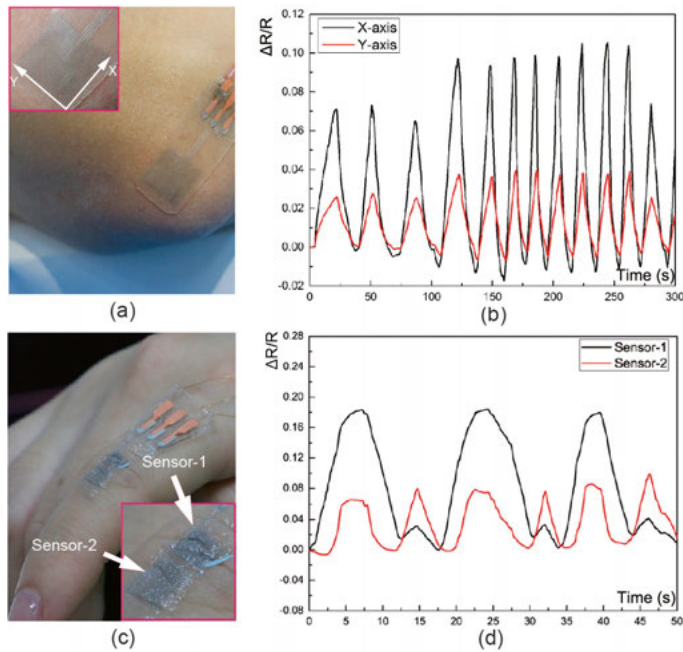 (a)
Y
X
ΔR/R
0.12
0.10
0.08
0.06
0.04
0.02
0.00
-0.02
X-axis
Y-axis
Time (s)
0
50
100
150
200
250
300
(b)
Sensor-1
Sensor-2
(c)
ΔR/R
0.28
0.24
0.20
0.16
0.12
0.08
0.04
0.00
-0.04
-0.08
Sensor-1
Sensor-2
Time (s)
0
5
10
15
20
25
30
35
40
45
50
(d)